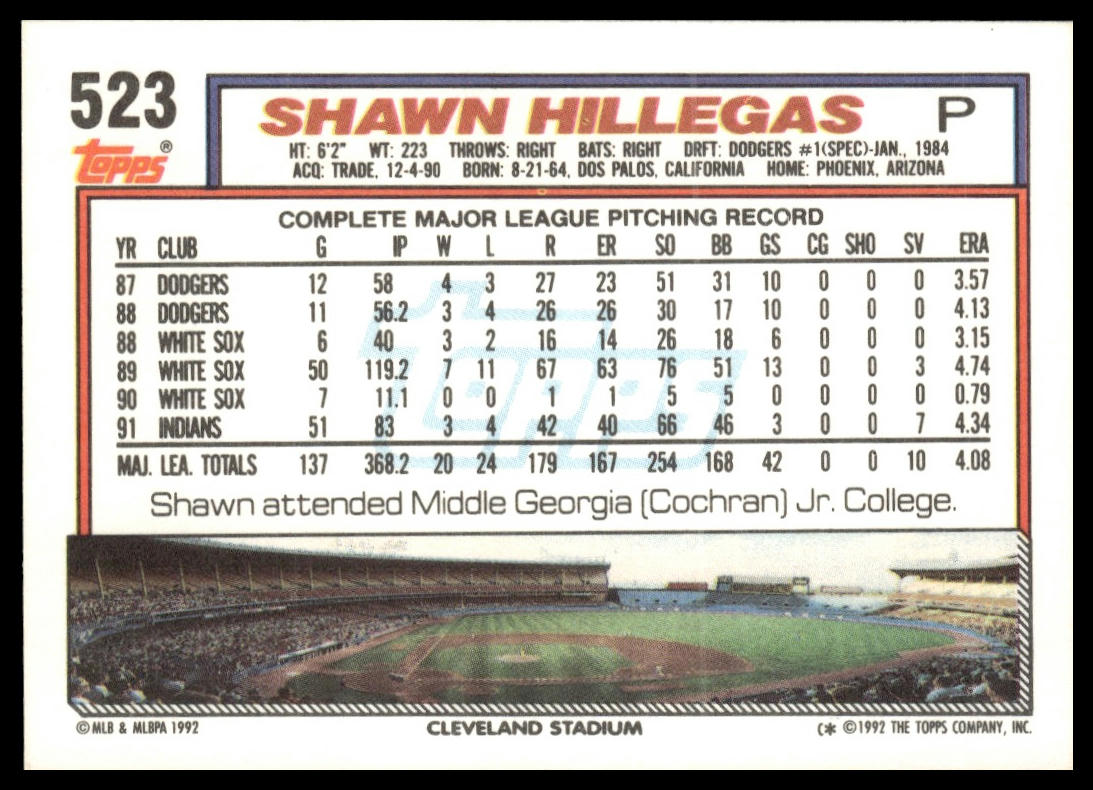 523
Topps®
SHAWN HILLEGAS P
HT: 6'2" WT: 223 THROWS: RIGHT BATS: RIGHT DRFT: DODGERS #1(SPEC)-JAN., 1984
ACQ: TRADE, 12-4-90 BORN: 8-21-64, DOS PALOS, CALIFORNIA HOME: PHOENIX, ARIZONA
COMPLETE MAJOR LEAGUE PITCHING RECORD
YR CLUB G IP W L R ER SO BB GS CG SHO SV ERA
87 DODGERS 12 58 4 3 27 23 51 31 10 0 0 0 3.57
88 DODGERS 11 56.2 3 4 26 26 30 17 10 0 0 0 4.13
88 WHITE SOX 6 40 3 2 16 14 26 18 6 0 0 0 3.15
89 WHITE SOX 50 119.2 7 11 67 63 76 51 13 0 0 3 4.74
90 WHITE SOX 7 11.1 0 0 1 1 5 5 0 0 0 0 0.79
91 INDIANS 51 83 3 4 42 40 66 46 3 0 0 7 4.34
MAJ. LEA. TOTALS 137 368.2 20 24 179 167 254 168 42 0 0 10 4.08
Topps
Shawn attended Middle Georgia (Cochran) Jr. College.
©MLB & MLBPA 1992 CLEVELAND STADIUM C* ©1992 THE TOPPS COMPANY, INC.